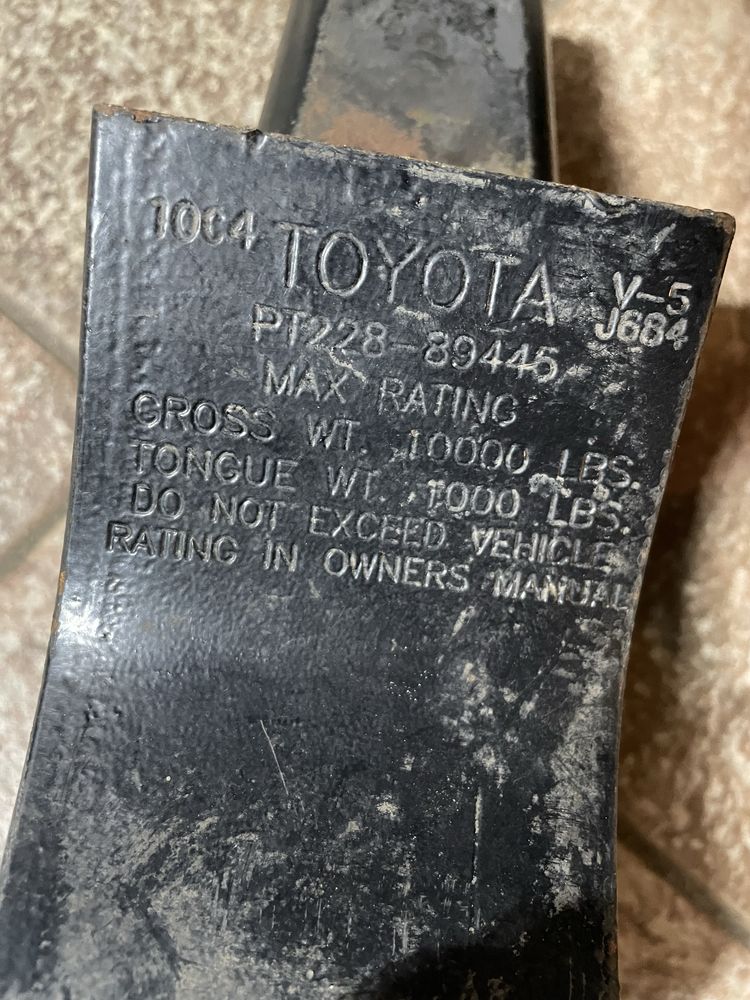 10C4 TOYOTA V-5
J684
PT228-89445
MAX RATING
GROSS WT. 10000 LBS.
TONGUE WT. 1000 LBS.
DO NOT EXCEED VEHICLE
RATING IN OWNERS MANUAL